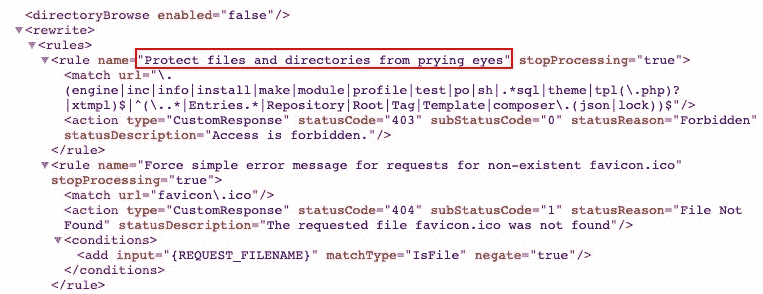 <directoryBrowse enabled="false"/>
▼<rewrite>
▼<rules>
▼<rule name="Protect files and directories from prying eyes" stopProcessing="true">
<match url="\.
(engine|inc|info|install|make|module|profile|test|po|sh|.*sql|theme|tpl(\.php)?
|xtmpl)$|^(\..*|Entries.*|Repository|Root|Tag|Template|composer\.(json|lock))$"/>
<action type="CustomResponse" statusCode="403" subStatusCode="0" statusReason="Forbidden"
statusDescription="Access is forbidden."/>
</rule>
▼<rule name="Force simple error message for requests for non-existent favicon.ico"
stopProcessing="true">
<match url="favicon\.ico"/>
<action type="CustomResponse" statusCode="404" subStatusCode="1" statusReason="File Not
Found" statusDescription="The requested file favicon.ico was not found"/>
▼<conditions>
<add input="{REQUEST_FILENAME}" matchType="IsFile" negate="true"/>
</conditions>
</rule>